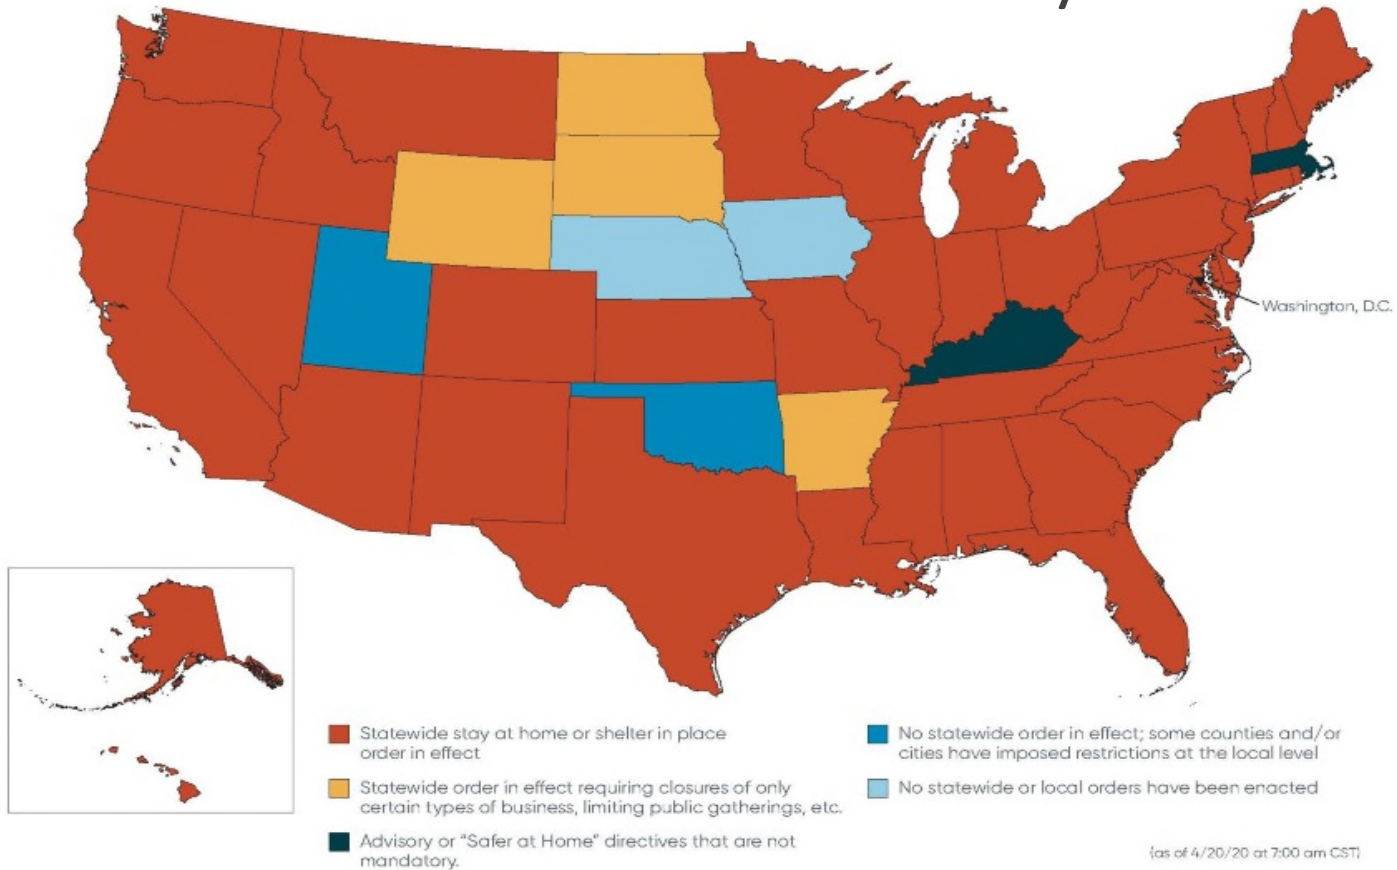 Washington, D.C.
Statewide stay at home or shelter in place
order in effect
Statewide order in effect requiring closures of only
certain types of business, limiting public gatherings, etc.
Advisory or “Safer at Home” directives that are not
mandatory.
No statewide order in effect; some counties and/or
cities have imposed restrictions at the local level
No statewide or local orders have been enacted
(as of 4/20/20 at 7:00 am CST)